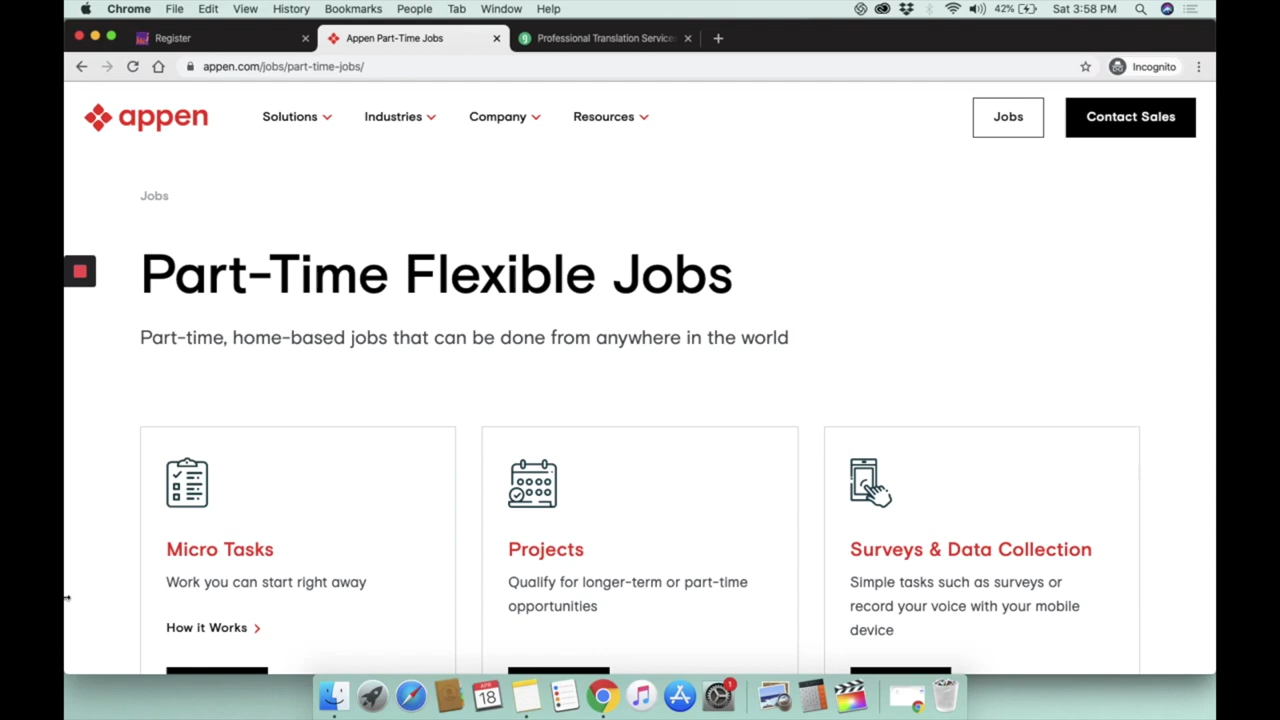 Chrome File Edit View History Bookmarks People Tab Window Help 42% Sat 3:58 PM
Register Appen Part-Time Jobs Professional Translation Service
appen.com/jobs/part-time-jobs/ Incognito
appen Solutions Industries Company Resources Jobs Contact Sales
Jobs
Part-Time Flexible Jobs
Part-time, home-based jobs that can be done from anywhere in the world
Micro Tasks
Work you can start right away
How it Works
Projects
Qualify for longer-term or part-time
opportunities
Surveys & Data Collection
Simple tasks such as surveys or
record your voice with your mobile
device
APR
18
1